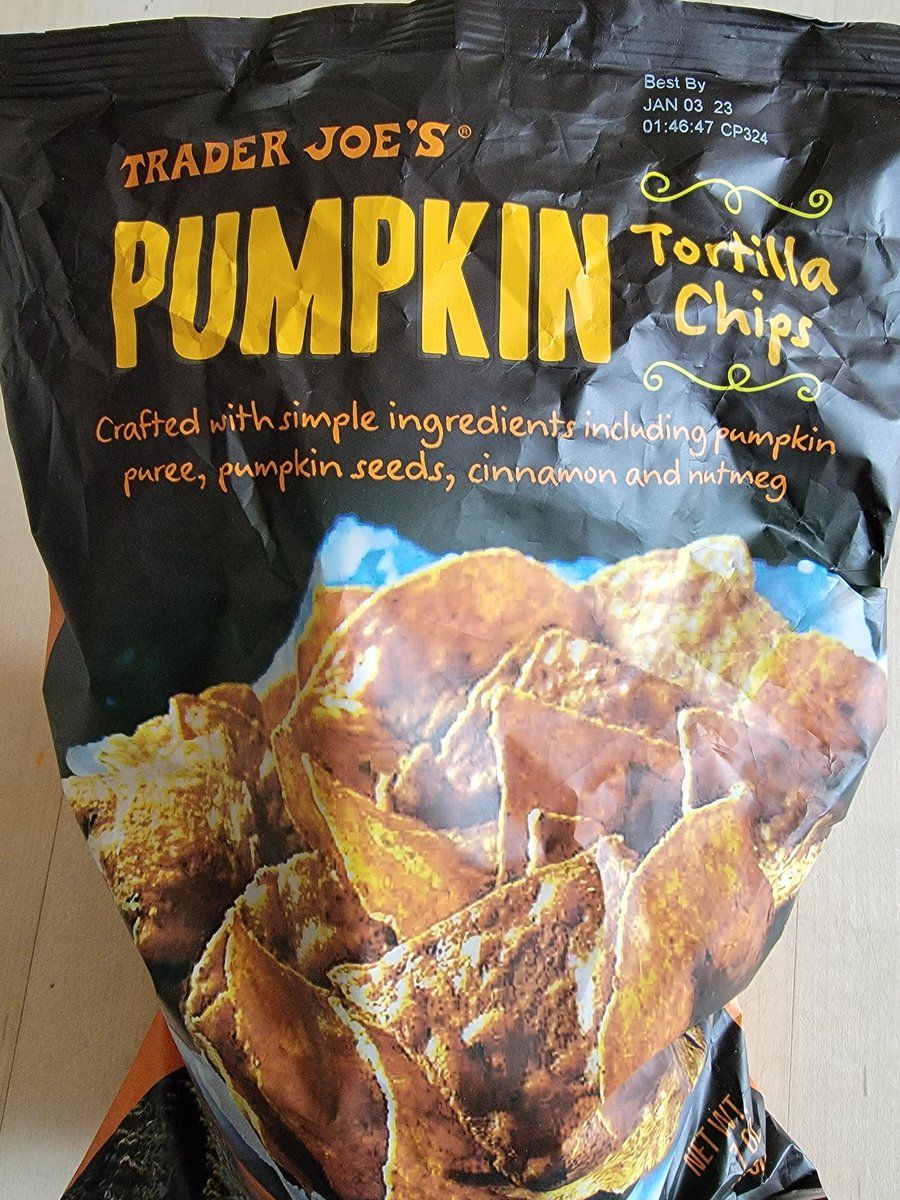 Best By
JAN 03 23
01:46:47 CP324
TRADER JOE'S®
PUMPKIN
Tortilla
Chips
Crafted with simple ingredients including pumpkin
puree, pumpkin seeds, cinnamon and nutmeg
NET WT.